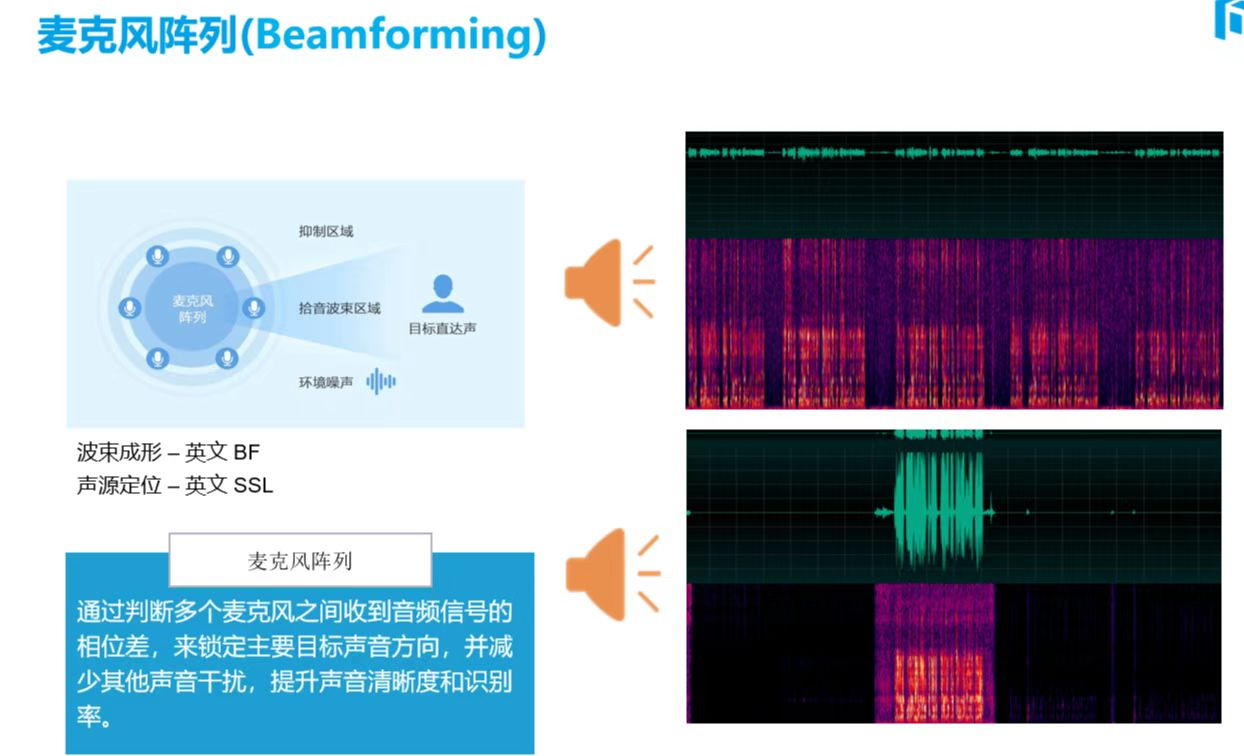 麦克风阵列(Beamforming)
抑制区域
麦克风
阵列
拾音波束区域
目标直达声
环境噪声
波束成形 – 英文 BF
声源定位 – 英文 SSL
麦克风阵列
通过判断多个麦克风之间收到音频信号的
相位差，来锁定主要目标声音方向，并减
少其他声音干扰，提升声音清晰度和识别
率。